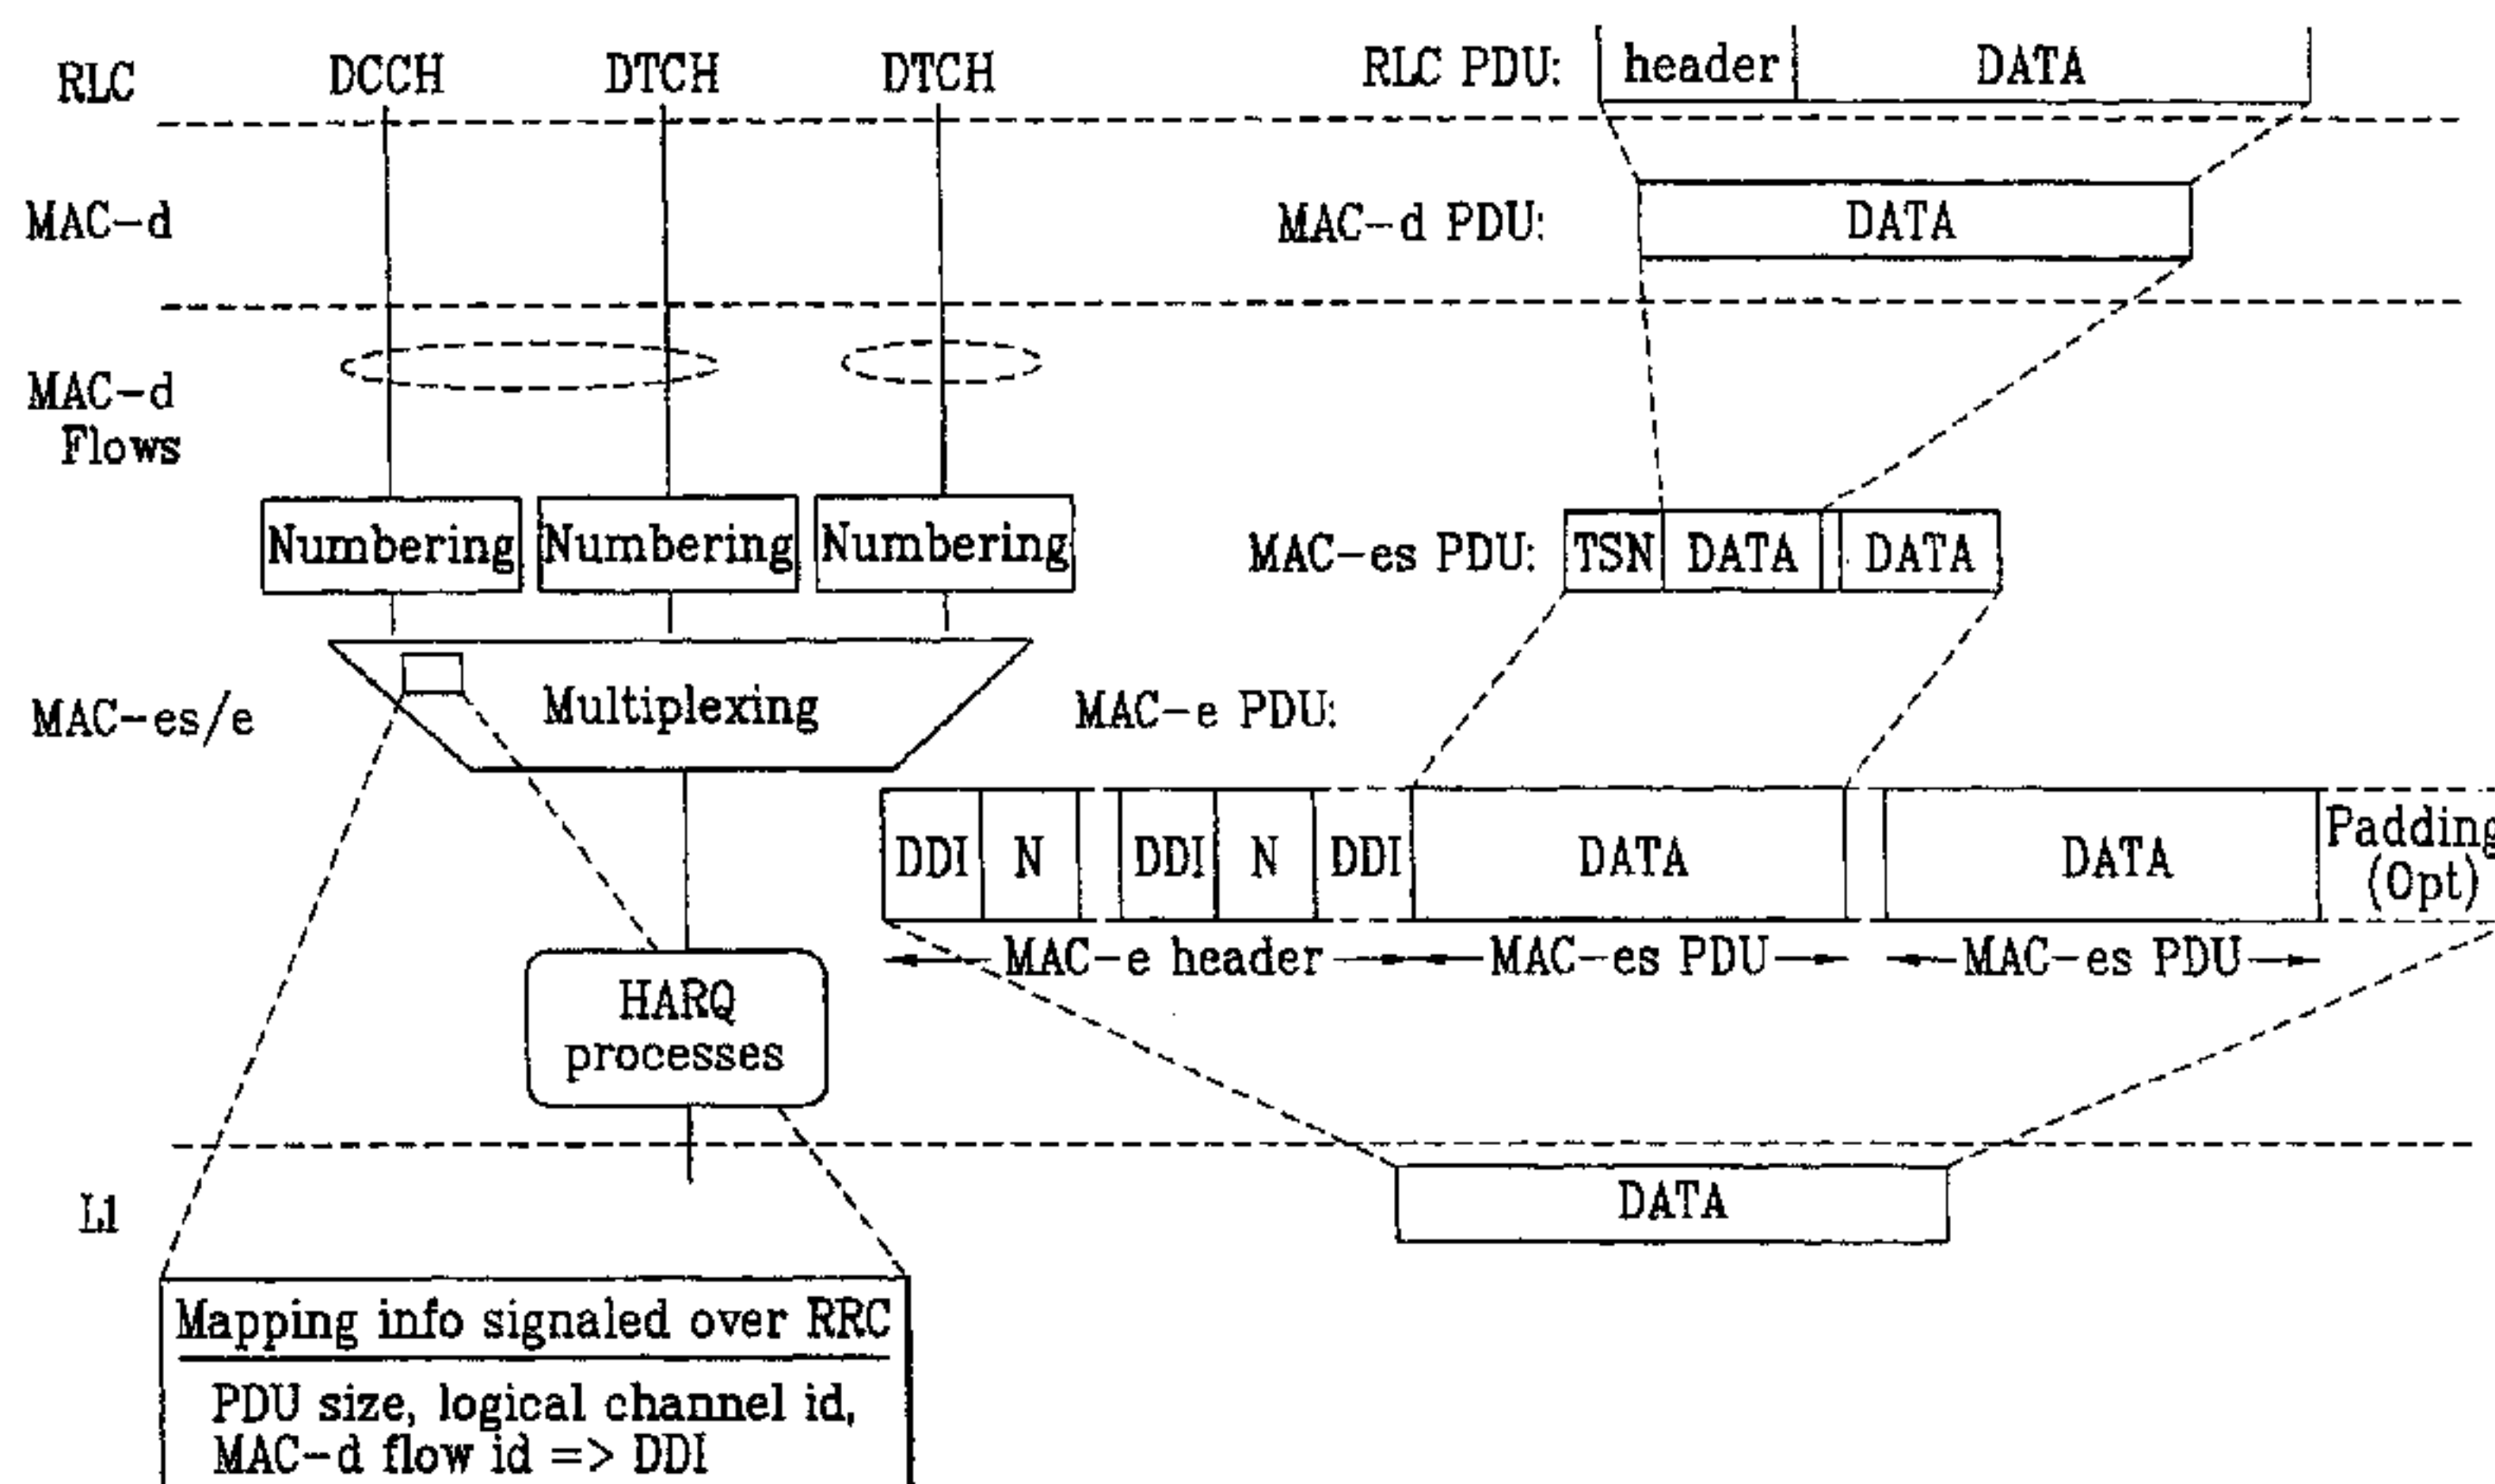 RLC DCCH DTCH DTCH RLC PDU: header DATA
MAC-d MAC-d PDU: DATA
MAC-d
Flows
Numbering Numbering Numbering MAC-es PDU: TSN DATA DATA
MAC-es/e Multiplexing MAC-e PDU:
DDI N DDI N DDI DATA DATA Padding
(Opt)
MAC-e header MAC-es PDU MAC-es PDU
HARQ
processes
L1 DATA
Mapping info signaled over RRC
PDU size, logical channel id,
MAC-d flow id => DDI